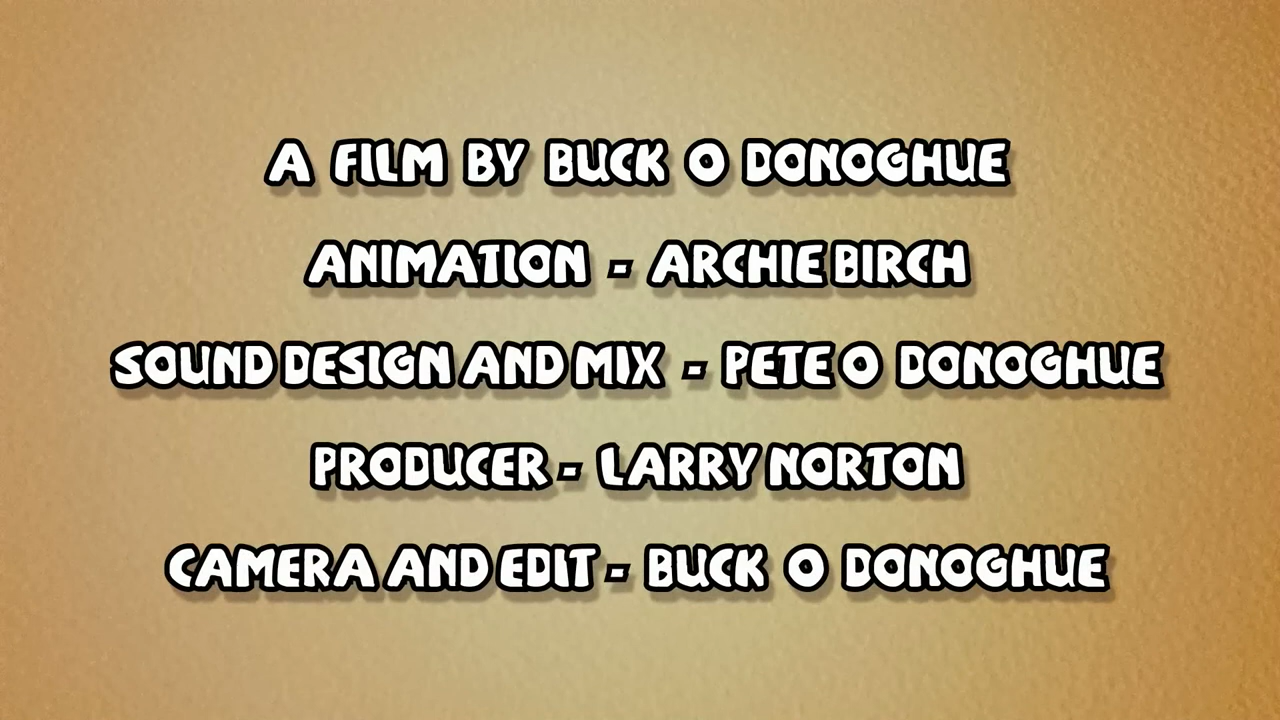 A FILM BY BUCK O DONOGHUE
ANIMATION - ARCHIE BIRCH
SOUND DESIGN AND MIX - PETE O DONOGHUE
PRODUCER - LARRY NORTON
CAMERA AND EDIT - BUCK O DONOGHUE